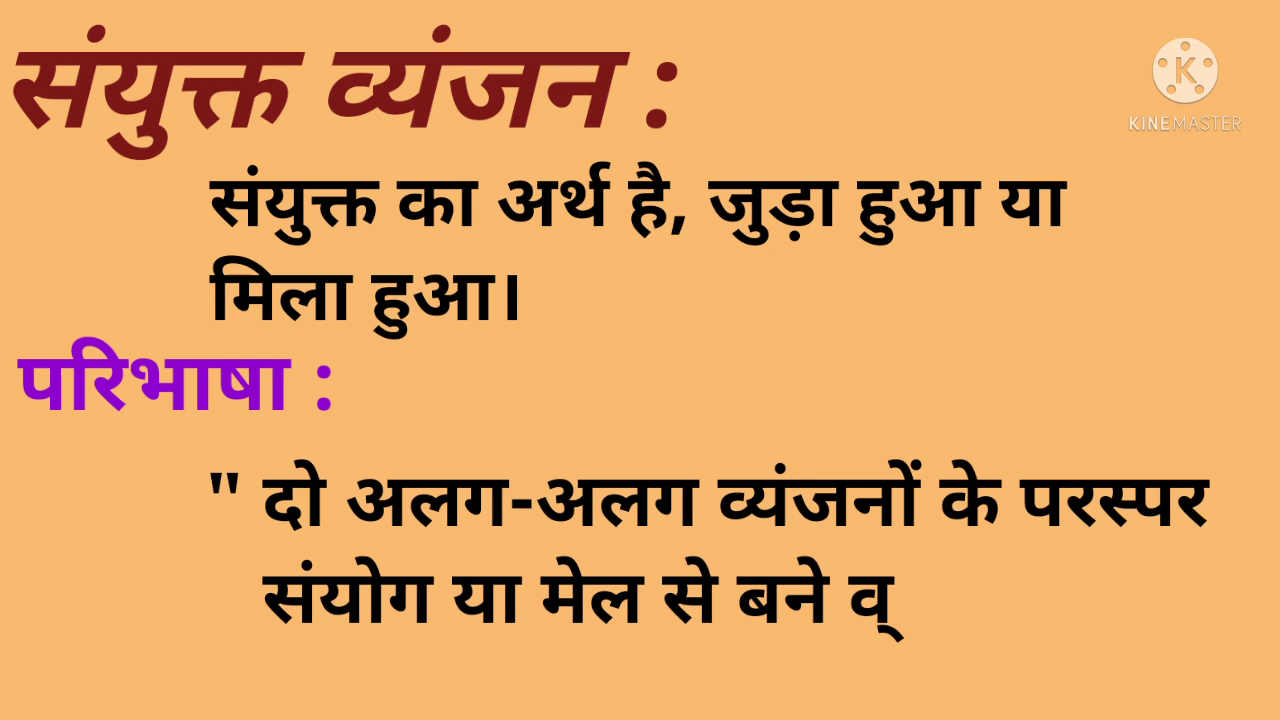 संयुक्त व्यंजन :
KINEMASTER
संयुक्त का अर्थ है, जुड़ा हुआ या
मिला हुआ।
परिभाषा :
" दो अलग-अलग व्यंजनों के परस्पर
संयोग या मेल से बने व्